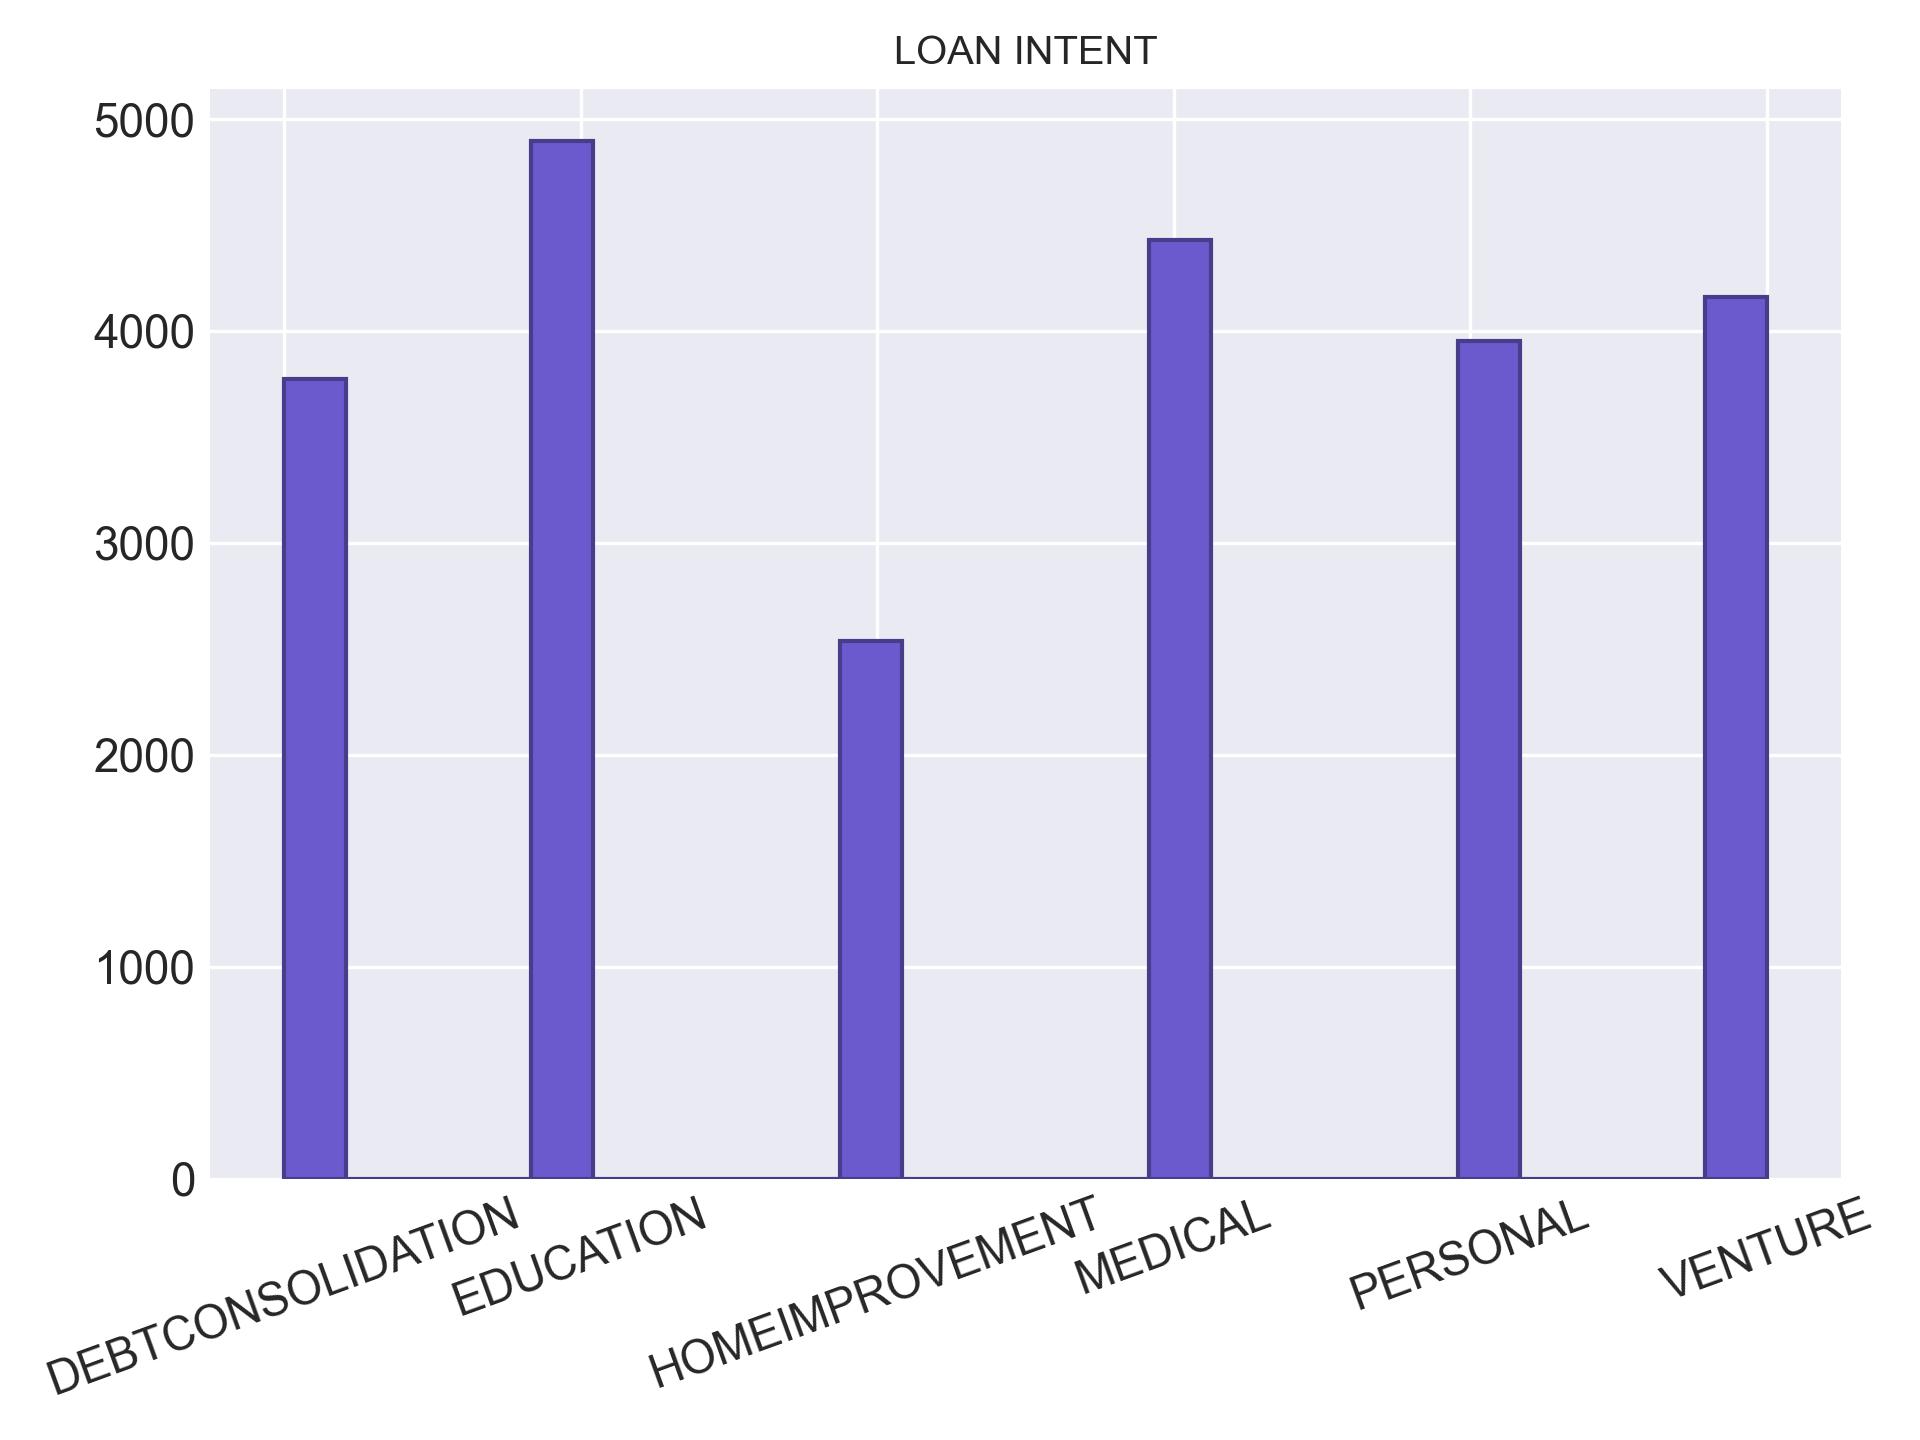 LOAN INTENT
5000
4000
3000
2000
1000
0
DEBTCONSOLIDATION
EDUCATION
HOMEIMPROVEMENT
MEDICAL
PERSONAL
VENTURE